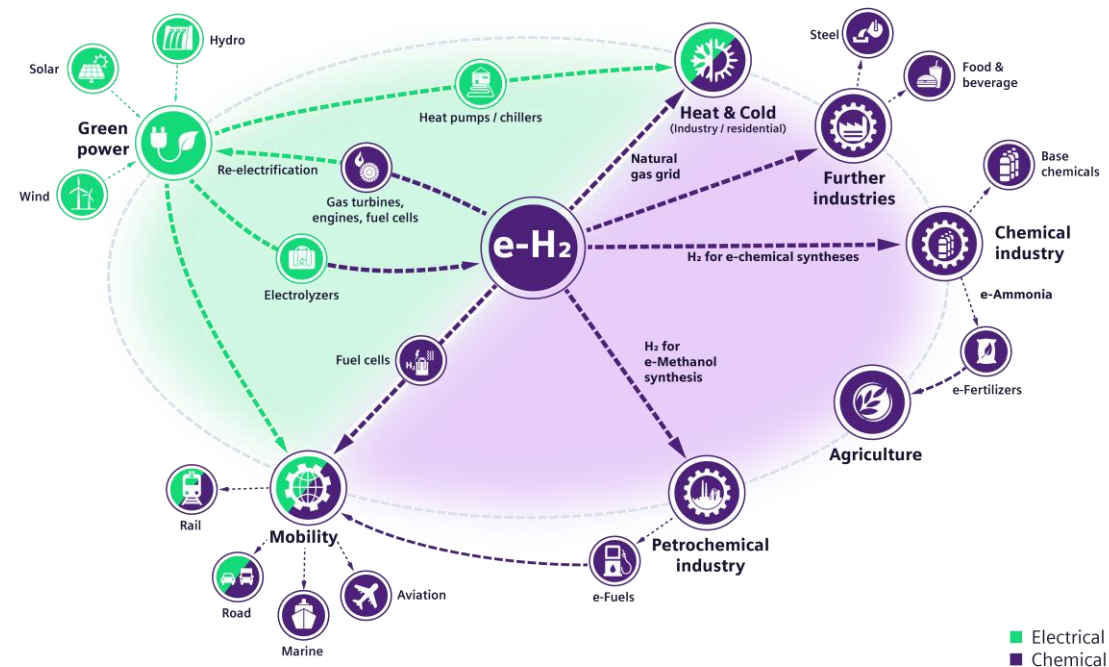 Hydro
Solar
Green
power
Wind
Heat pumps / chillers
Re-electrification
Gas turbines,
engines, fuel cells
Electrolyzers
e-H₂
Heat & Cold
(Industry / residential)
Natural
gas grid
Steel
Food &
beverage
Further
industries
Base
chemicals
Chemical
industry
H₂ for e-chemical syntheses
e-Ammonia
e-Fertilizers
Agriculture
H₂ for
e-Methanol
synthesis
Fuel cells
H₂
Mobility
Rail
Road
Marine
Aviation
e-Fuels
Petrochemical
industry
Electrical
Chemical